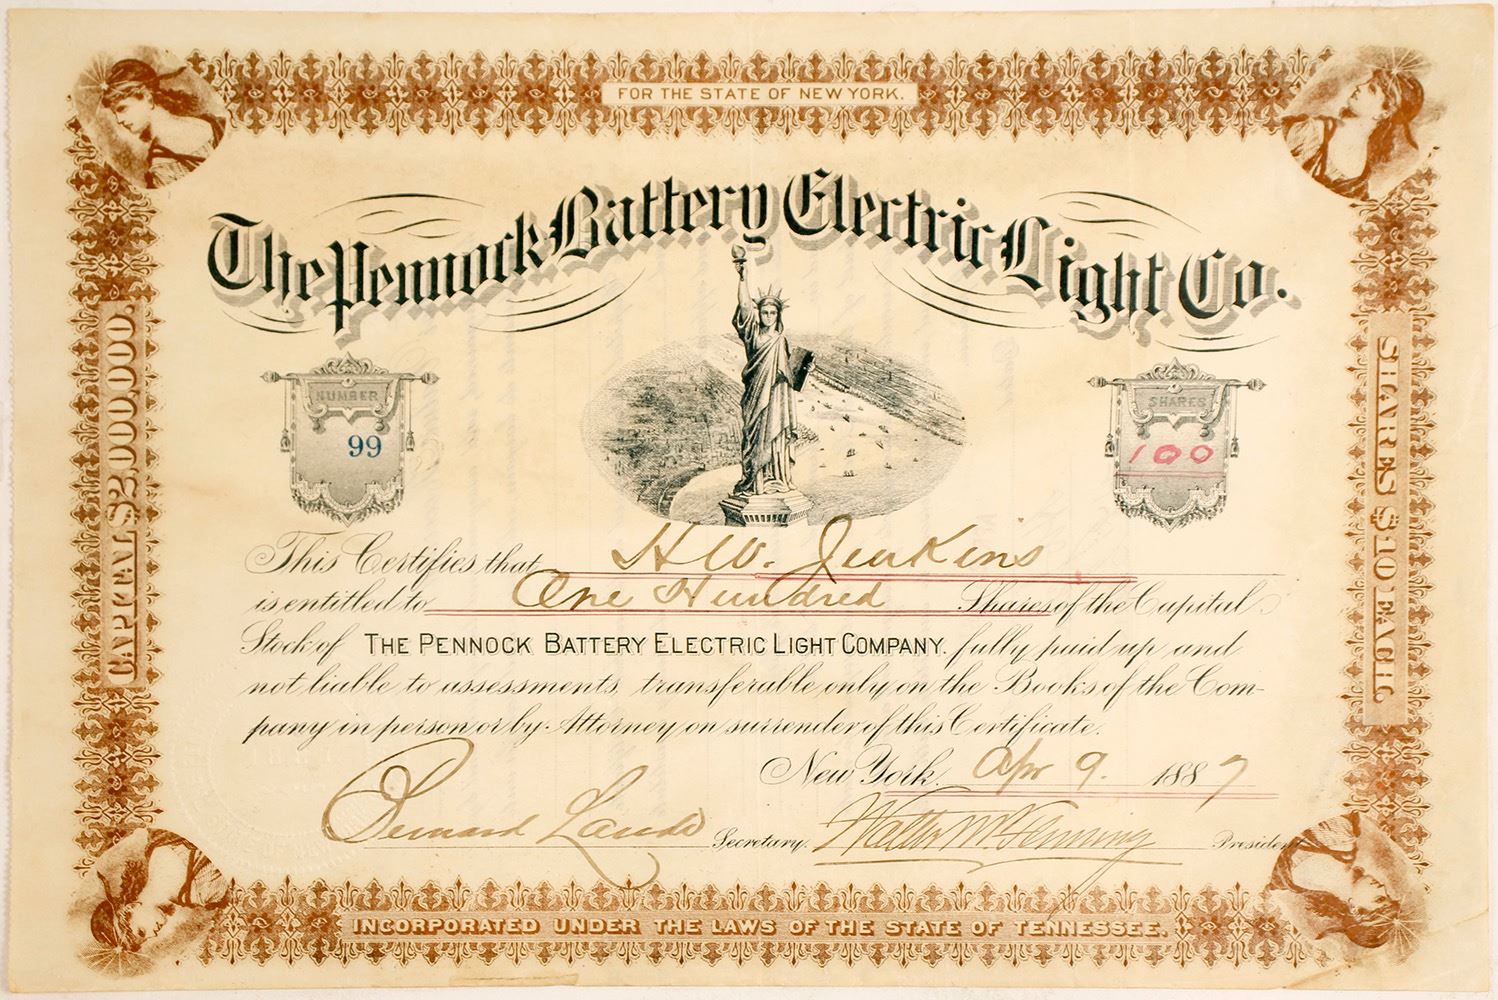 FOR THE STATE OF NEW YORK.
The Pennock Battery Electric Light Co.
CAPITAL $2,000,000.
SHARES $10 EACH
NUMBER
99
SHARES
100
This Certifies that H W. Jenkins
is entitled to One Hundred Shares of the Capital
Stock of THE PENNOCK BATTERY ELECTRIC LIGHT COMPANY. fully paid up and
not liable to assessments, transferable only on the Books of the Com-
pany in person or by Attorney on surrender of this Certificate.
New York, Apr 9. 1887
Secretary. President
INCORPORATED UNDER THE LAWS OF THE STATE OF TENNESSEE.